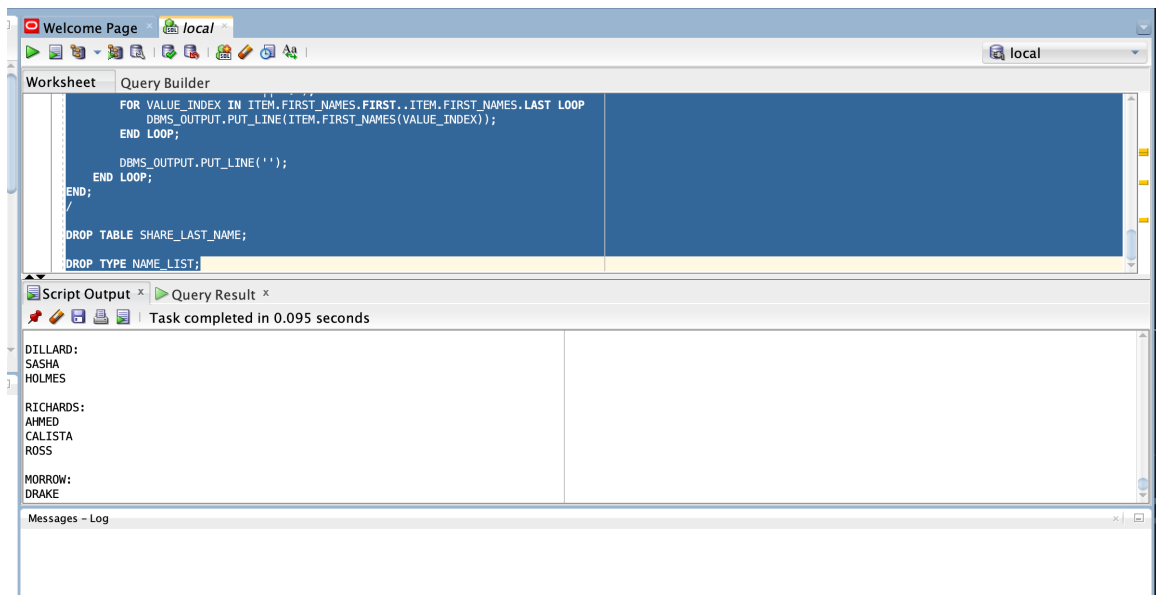 Welcome Page
local
local
Worksheet
Query Builder
FOR VALUE_INDEX IN ITEM.FIRST_NAMES.FIRST..ITEM.FIRST_NAMES.LAST LOOP
DBMS_OUTPUT.PUT_LINE(ITEM.FIRST_NAMES(VALUE_INDEX));
END LOOP;
DBMS_OUTPUT.PUT_LINE('');
END LOOP;
END;
/
DROP TABLE SHARE_LAST_NAME;
DROP TYPE NAME_LIST;
Script Output
Query Result
Task completed in 0.095 seconds
DILLARD:
SASHA
HOLMES
RICHARDS:
AHMED
CALISTA
ROSS
MORROW:
DRAKE
Messages - Log